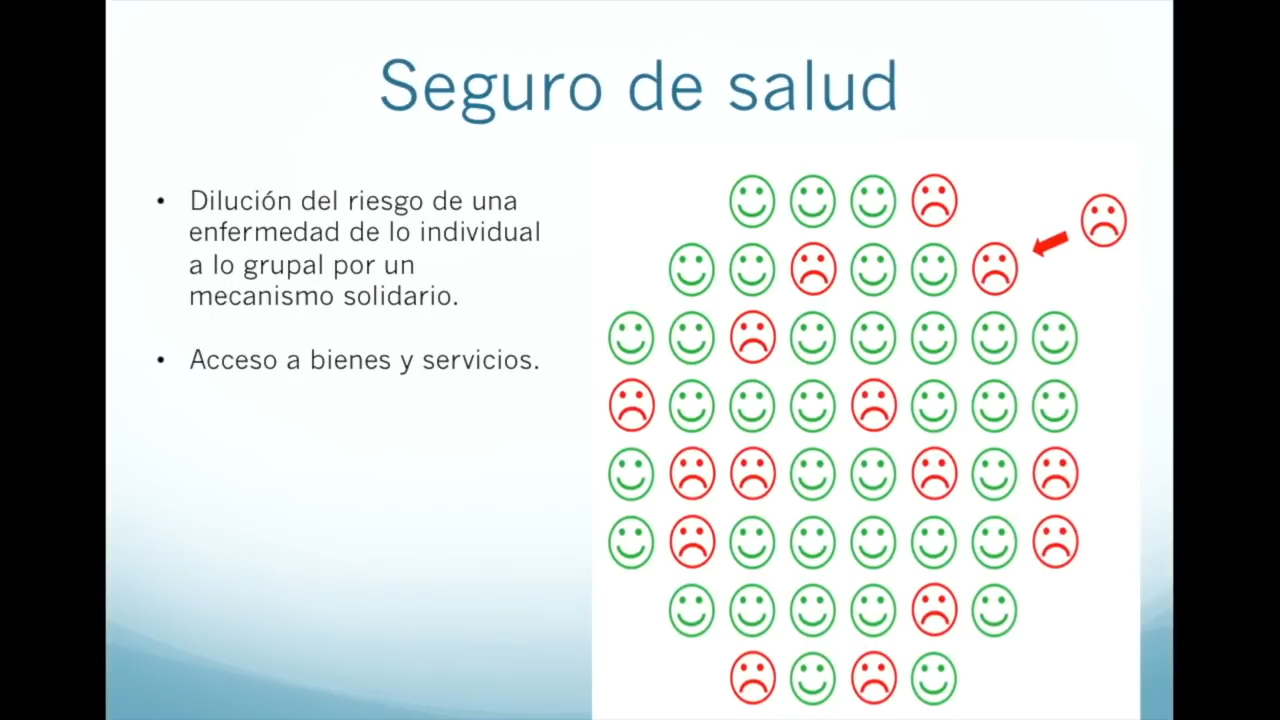 Seguro de salud
• Dilución del riesgo de una
enfermedad de lo individual
a lo grupal por un
mecanismo solidario.
• Acceso a bienes y servicios.